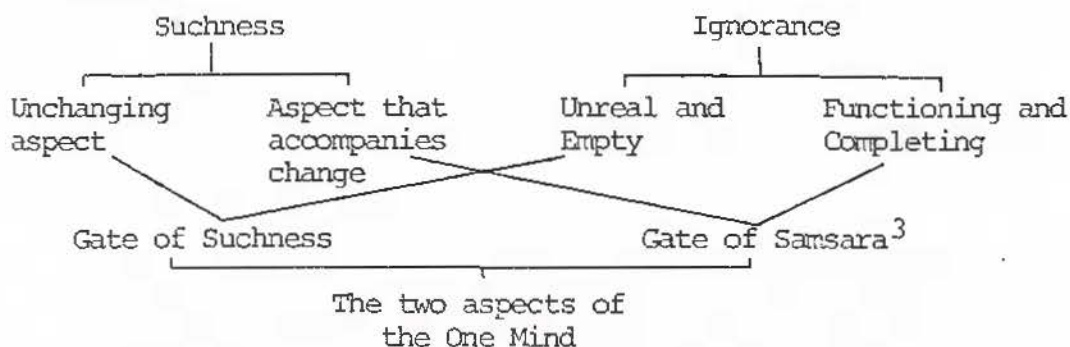 Suchness Ignorance
Unchanging Aspect that Unreal and Functioning and
aspect accompanies Empty Completing
change
Gate of Suchness Gate of Samsara3
The two aspects of
the One Mind